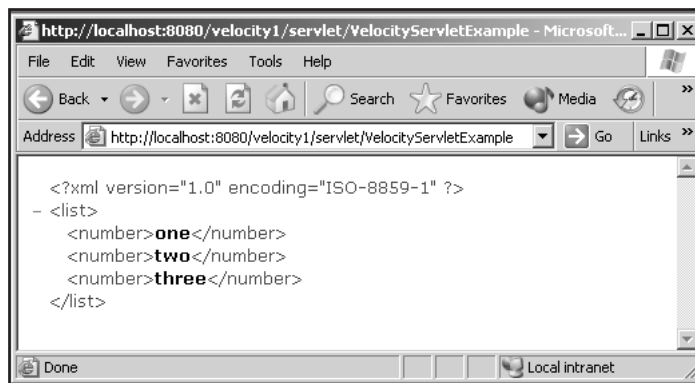 http://localhost:8080/velocity1/servlet/VelocityServletExample - Microsoft...
File Edit View Favorites Tools Help
Back Search Favorites Media »
Address http://localhost:8080/velocity1/servlet/VelocityServletExample Go Links »
<?xml version="1.0" encoding="ISO-8859-1" ?>
– <list>
<number>one</number>
<number>two</number>
<number>three</number>
</list>
Done Local intranet